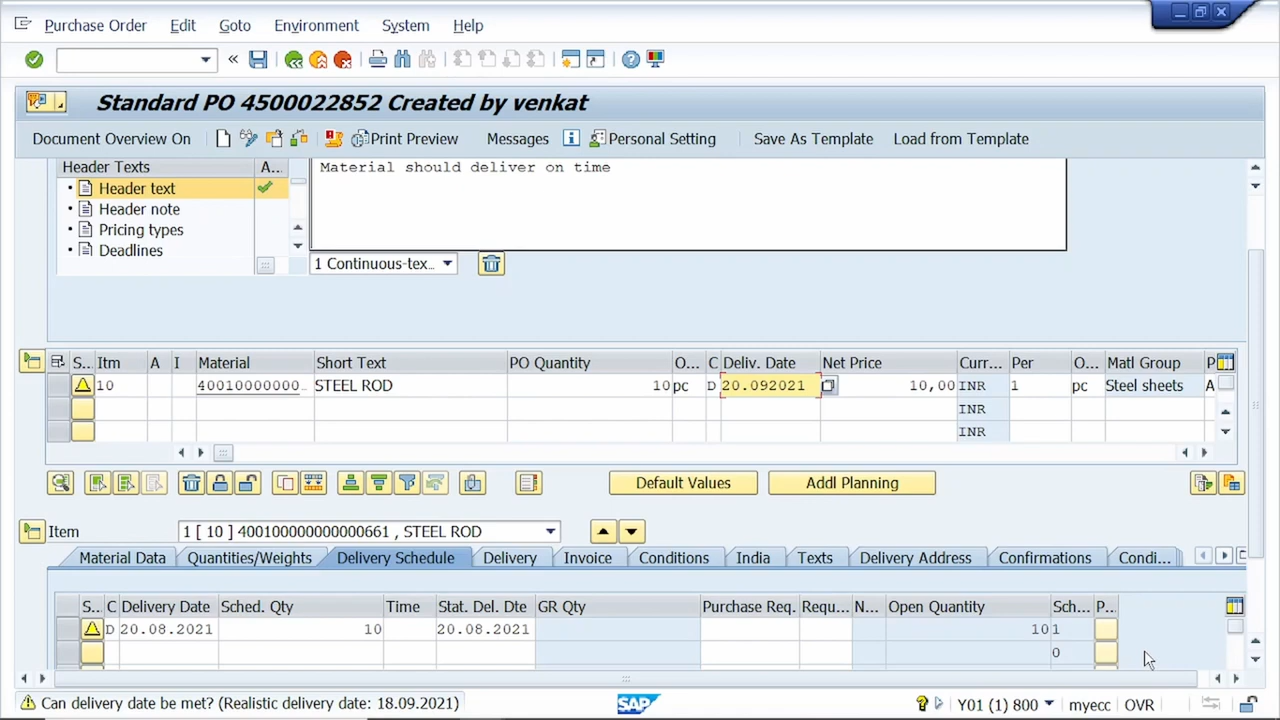 Purchase Order Edit Goto Environment System Help
«
Standard PO 4500022852 Created by venkat
Document Overview On Print Preview Messages Personal Setting Save As Template Load from Template
Header Texts A...
Material should deliver on time
Header text
Header note
Pricing types
Deadlines
1 Continuous-tex...
S... Itm A I Material Short Text PO Quantity O... C Deliv. Date Net Price Curr... Per O... Matl Group P
10 40010000000... STEEL ROD 10 pc D 20.092021 10,00 INR 1 pc Steel sheets A
INR
INR
Default Values Addl Planning
Item 1 [ 10 ] 400100000000000661 , STEEL ROD
Material Data Quantities/Weights Delivery Schedule Delivery Invoice Conditions India Texts Delivery Address Confirmations Condi...
S... C Delivery Date Sched. Qty Time Stat. Del. Dte GR Qty Purchase Req. Requ... N... Open Quantity Sch... P...
D 20.08.2021 10 20.08.2021 10 1
0
Can delivery date be met? (Realistic delivery date: 18.09.2021) SAP Y01 (1) 800 myecc OVR